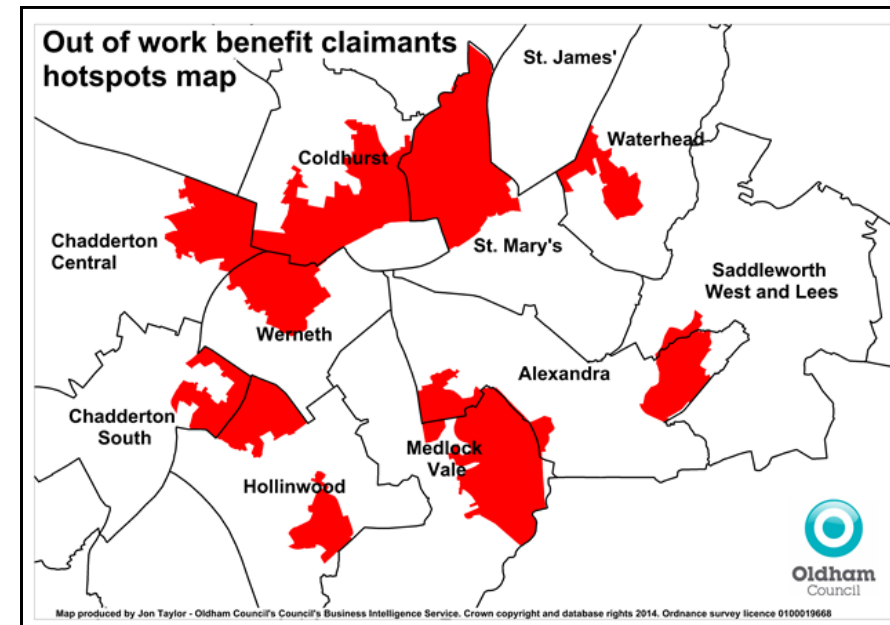 Out of work benefit claimants
hotspots map
St. James'
Waterhead
Coldhurst
Chadderton
Central
St. Mary's
Saddleworth
West and Lees
Werneth
Alexandra
Chadderton
South
Medlock
Vale
Hollinwood
Oldham
Council
Map produced by Jon Taylor - Oldham Council's Council's Business Intelligence Service. Crown copyright and database rights 2014. Ordnance survey licence 0100019668